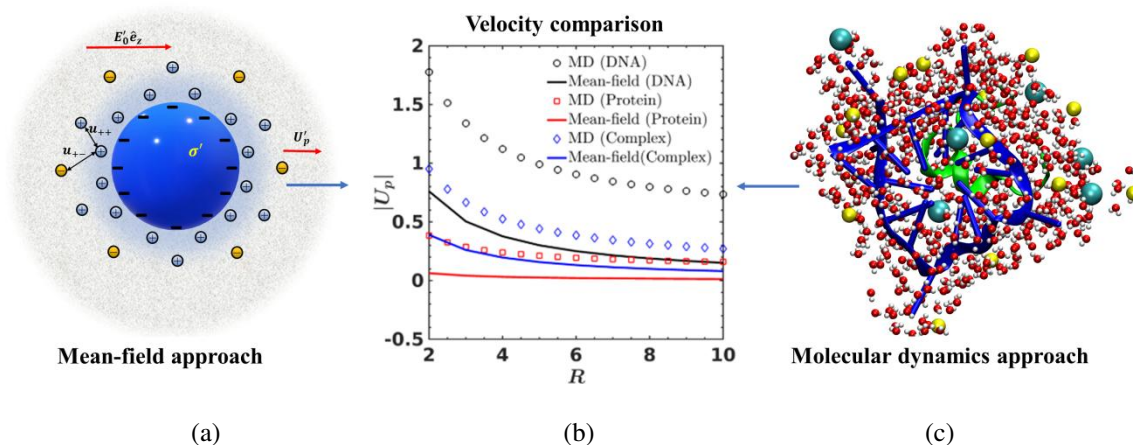 Velocity comparison
E′₀ê_z
u₊₊
u₊₋
σ′
U′ₚ
+ + + + + + + + + + + + + + + + +
− − − − − −
Mean-field approach
|Uₚ|
2
1.5
1
0.5
0
-0.5
2 4 6 8 10
R
MD (DNA)
Mean-field (DNA)
MD (Protein)
Mean-field (Protein)
MD (Complex)
Mean-field(Complex)
Molecular dynamics approach
(a) (b) (c)